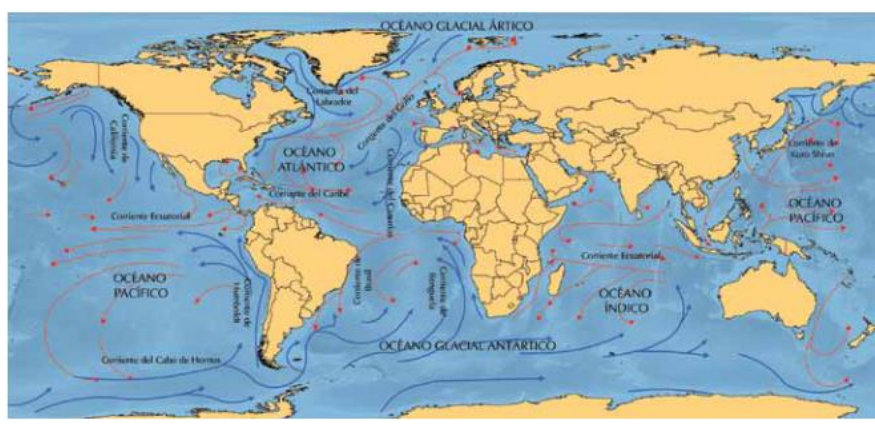 OCÉANO GLACIAL ÁRTICO
Corriente del
Labrador
Corriente del Golfo
Corriente de
California
OCÉANO
ATLÁNTICO
Corriente de
Kuro Shivo
Corriente de Canarias
Corriente del Caribe
OCÉANO
PACÍFICO
Corriente Ecuatorial
Corriente Ecuatorial
OCÉANO
PACÍFICO
Corriente de
Humboldt
Corriente de
Brasil
Corriente de
Benguela
OCÉANO
ÍNDICO
OCÉANO GLACIAL ANTÁRTICO
Corriente del Cabo de Hornos